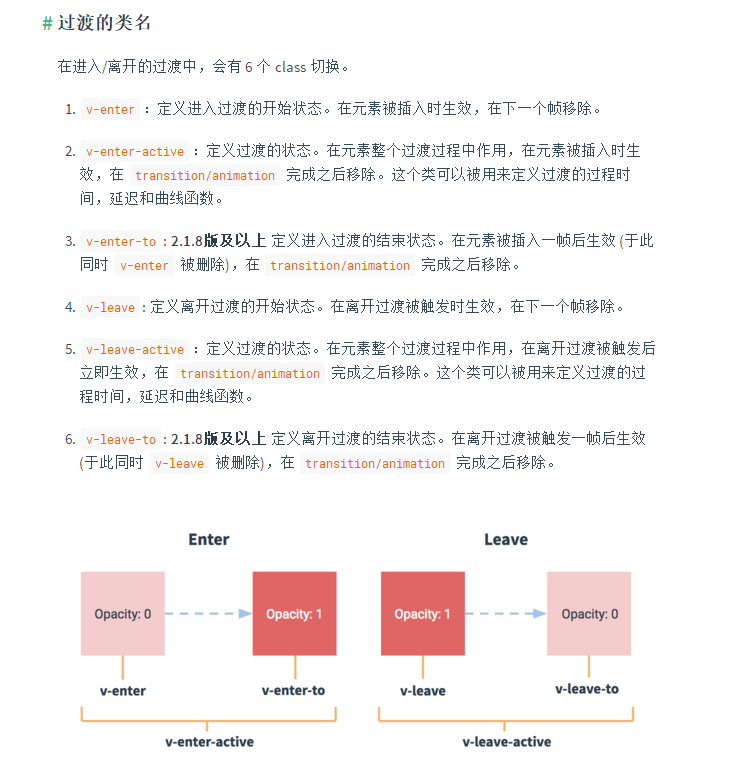 # 过渡的类名
在进入/离开的过渡中，会有 6 个 class 切换。
1. v-enter ：定义进入过渡的开始状态。在元素被插入时生效，在下一个帧移除。
2. v-enter-active ：定义过渡的状态。在元素整个过渡过程中作用，在元素被插入时生
效，在 transition/animation 完成之后移除。这个类可以被用来定义过渡的过程时
间，延迟和曲线函数。
3. v-enter-to : 2.1.8版及以上 定义进入过渡的结束状态。在元素被插入一帧后生效 (于此
同时 v-enter 被删除)，在 transition/animation 完成之后移除。
4. v-leave : 定义离开过渡的开始状态。在离开过渡被触发时生效，在下一个帧移除。
5. v-leave-active ：定义过渡的状态。在元素整个过渡过程中作用，在离开过渡被触发后
立即生效，在 transition/animation 完成之后移除。这个类可以被用来定义过渡的过
程时间，延迟和曲线函数。
6. v-leave-to : 2.1.8版及以上 定义离开过渡的结束状态。在离开过渡被触发一帧后生效
(于此同时 v-leave 被删除)，在 transition/animation 完成之后移除。
Enter Leave
Opacity: 0 Opacity: 1 Opacity: 1 Opacity: 0
v-enter v-enter-to v-leave v-leave-to
v-enter-active v-leave-active